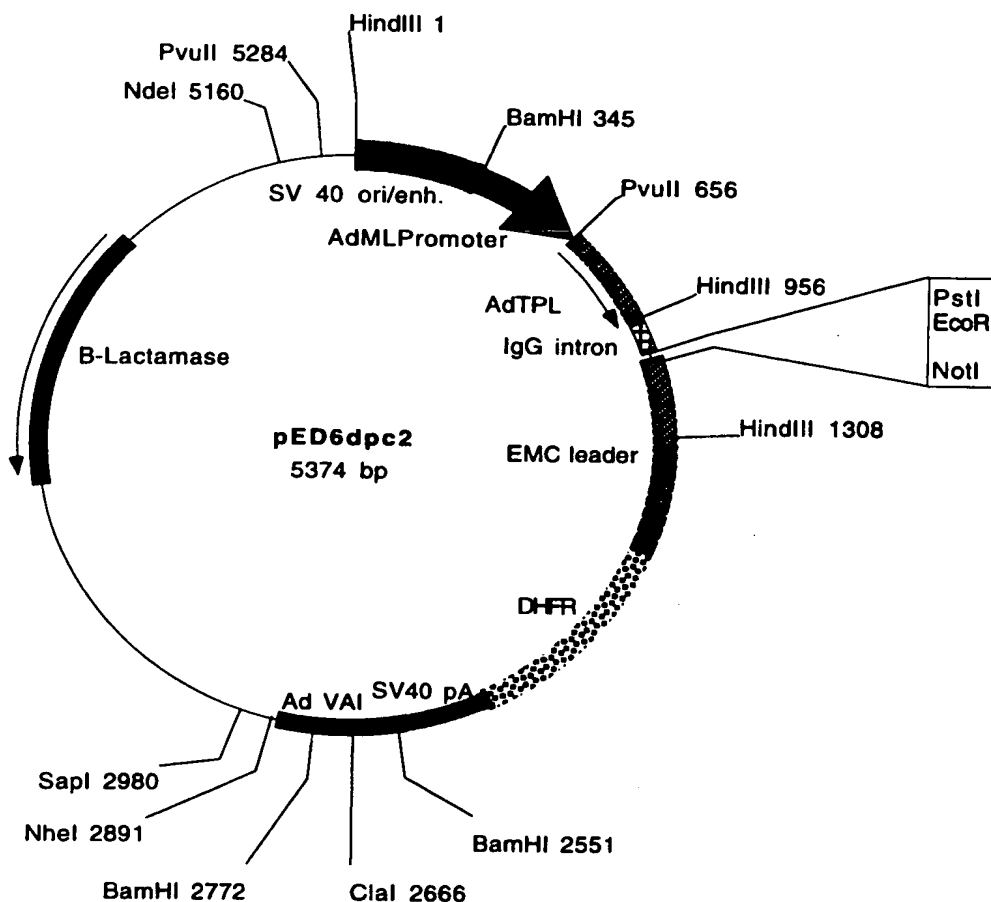 HindIII 1
PvuII 5284
NdeI 5160
BamHI 345
SV 40 ori/enh.
PvuII 656
AdMLPromoter
HindIII 956
AdTPL
PstI
EcoR
IgG intron
B-Lactamase
NotI
pED6dpc2
5374 bp
HindIII 1308
EMC leader
DHFR
Ad VAI
SV40 pA
SapI 2980
NheI 2891
BamHI 2551
BamHI 2772
ClaI 2666